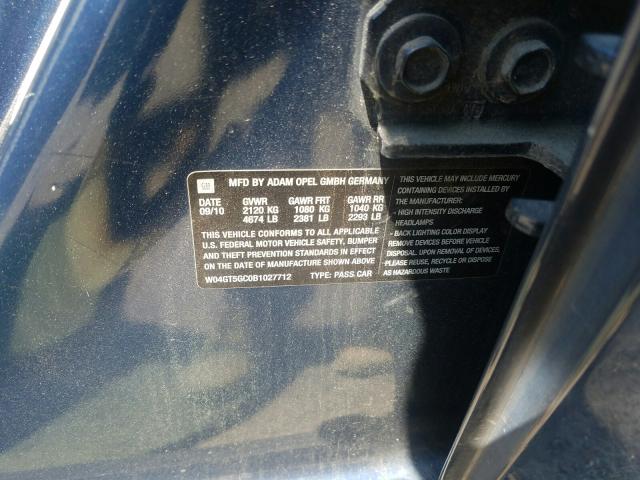 GM MFD BY ADAM OPEL GMBH GERMANY
DATE GVWR GAWR FRT GAWR RR
09/10 2120 KG 1080 KG 1040 KG
4674 LB 2381 LB 2293 LB
THIS VEHICLE CONFORMS TO ALL APPLICABLE
U.S. FEDERAL MOTOR VEHICLE SAFETY, BUMPER
AND THEFT PREVENTION STANDARDS IN EFFECT
ON THE DATE OF MANUFACTURE SHOWN ABOVE
W04GT5GC0B1027712 TYPE: PASS CAR
THIS VEHICLE MAY INCLUDE MERCURY
CONTAINING DEVICES INSTALLED BY
THE MANUFACTURER:
- HIGH INTENSITY DISCHARGE
HEADLAMPS
- BACK LIGHTING COLOR DISPLAY
REMOVE DEVICES BEFORE VEHICLE
DISPOSAL. UPON REMOVAL OF DEVICES
PLEASE REUSE, RECYCLE OR DISPOSE
AS HAZARDOUS WASTE